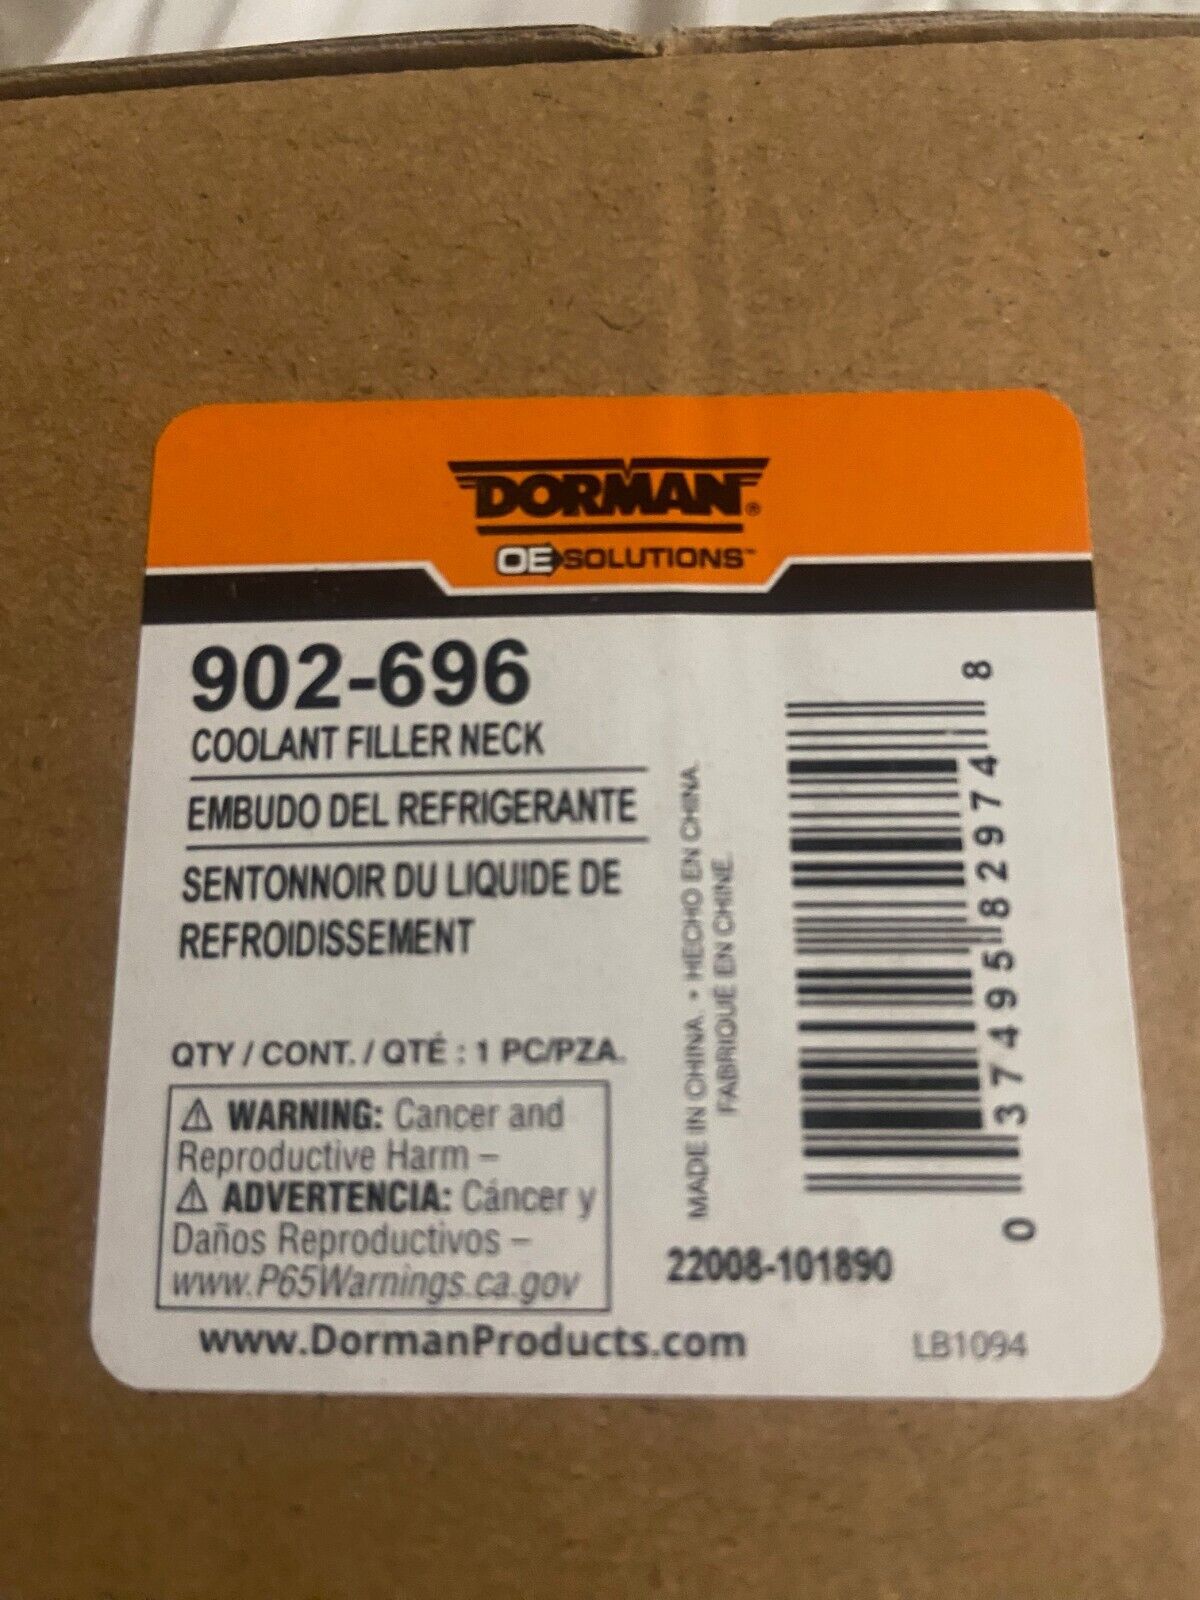 DORMAN®
OE SOLUTIONS™
902-696
COOLANT FILLER NECK
EMBUDO DEL REFRIGERANTE
SENTONNOIR DU LIQUIDE DE
REFROIDISSEMENT
QTY / CONT. / QTÉ : 1 PC/PZA.
⚠ WARNING: Cancer and
Reproductive Harm –
⚠ ADVERTENCIA: Cáncer y
Daños Reproductivos –
www.P65Warnings.ca.gov
www.DormanProducts.com
MADE IN CHINA. • HECHO EN CHINA.
FABRIQUÉ EN CHINE.
0 37495 82974 8
22008-101890
LB1094